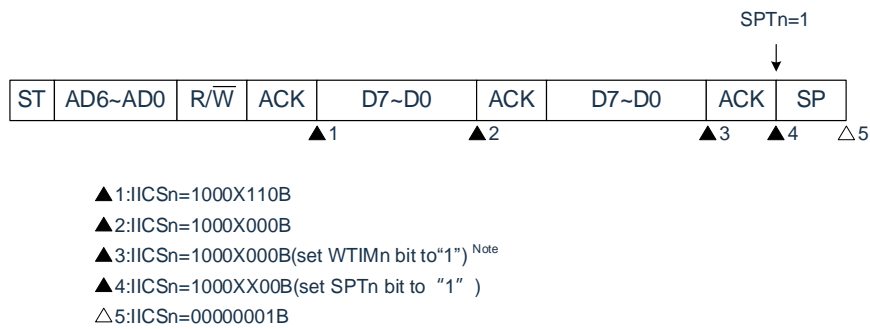 SPTn=1
ST AD6~AD0 R/W̅ ACK D7~D0 ACK D7~D0 ACK SP
▲1 ▲2 ▲3 ▲4 △5
▲1:IICSn=1000X110B
▲2:IICSn=1000X000B
▲3:IICSn=1000X000B(set WTIMn bit to“1”) Note
▲4:IICSn=1000XX00B(set SPTn bit to “1” )
△5:IICSn=00000001B